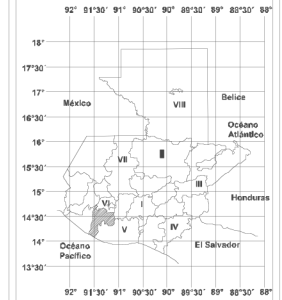 92° 91°30´ 91° 90°30´ 90° 89°30´ 89° 88°30´ 88°
18°
17°30´
17°
16°30´
16°
15°30´
15°
14°30´
14°
13°30´
México
VIII
Belice
Océano
Atlántico
VII
II
III
Honduras
VI
I
IV
V
El Salvador
Océano
Pacífico
92° 91°30´ 91° 90°30´ 90° 89°30´ 89° 88°30´ 88°